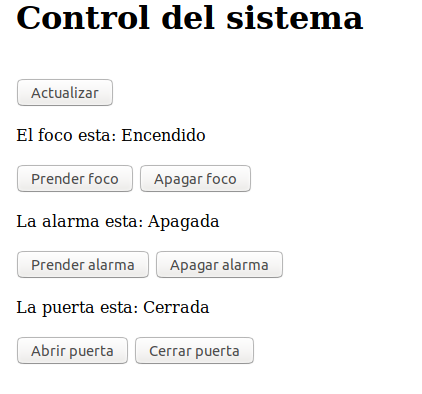 Control del sistema
Actualizar
El foco esta: Encendido
Prender foco Apagar foco
La alarma esta: Apagada
Prender alarma Apagar alarma
La puerta esta: Cerrada
Abrir puerta Cerrar puerta